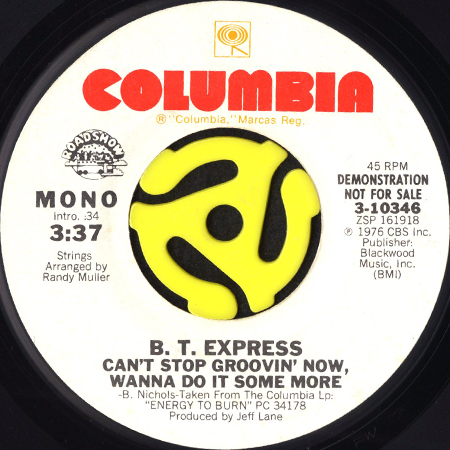 COLUMBIA
®"Columbia," Marcas Reg.
ROADSHOW
MONO
intro. :34
3:37
Strings
Arranged by
Randy Muller
45 RPM
DEMONSTRATION
NOT FOR SALE
3-10346
ZSP 161918
℗ 1976 CBS Inc.
Publisher:
Blackwood
Music, Inc.
(BMI)
B. T. EXPRESS
CAN'T STOP GROOVIN' NOW,
WANNA DO IT SOME MORE
-B. Nichols-Taken From The Columbia Lp:
"ENERGY TO BURN" PC 34178
Produced by Jeff Lane